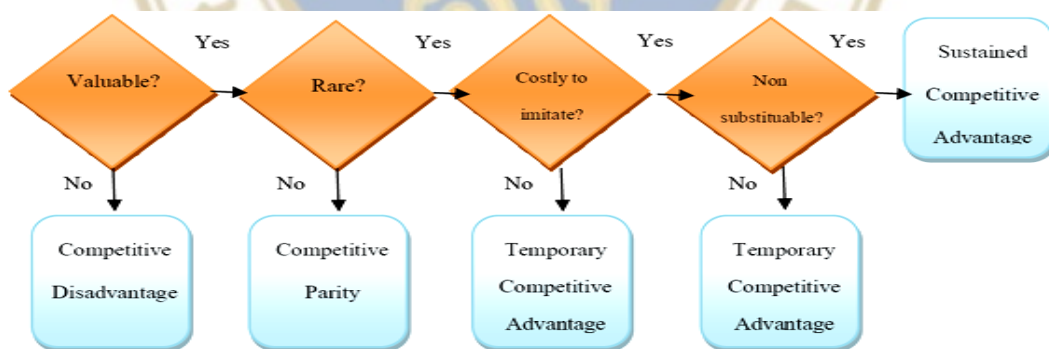 Yes
Yes
Yes
Yes
Valuable?
Rare?
Costly to
imitate?
Non
substituable?
Sustained
Competitive
Advantage
No
No
No
No
Competitive
Disadvantage
Competitive
Parity
Temporary
Competitive
Advantage
Temporary
Competitive
Advantage